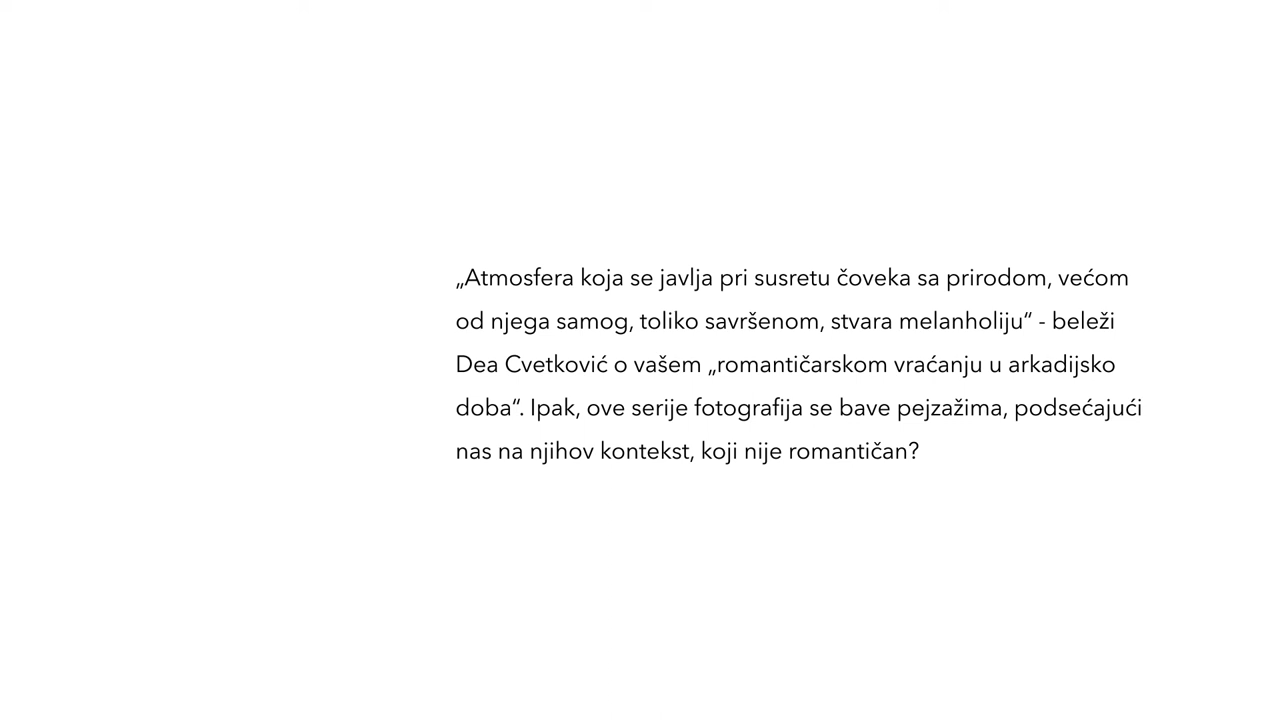 „Atmosfera koja se javlja pri susretu čoveka sa prirodom, većom
od njega samog, toliko savršenom, stvara melanholiju“ - beleži
Dea Cvetković o vašem „romantičarskom vraćanju u arkadijsko
doba“. Ipak, ove serije fotografija se bave pejzažima, podsećajući
nas na njihov kontekst, koji nije romantičan?